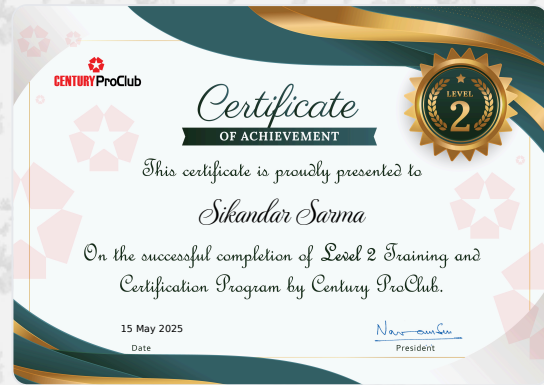 CENTURY ProClub
LEVEL
2
Certificate
OF ACHIEVEMENT
This certificate is proudly presented to
Sikandar Sarma
On the successful completion of Level 2 Training and
Certification Program by Century ProClub.
15 May 2025
Date
President